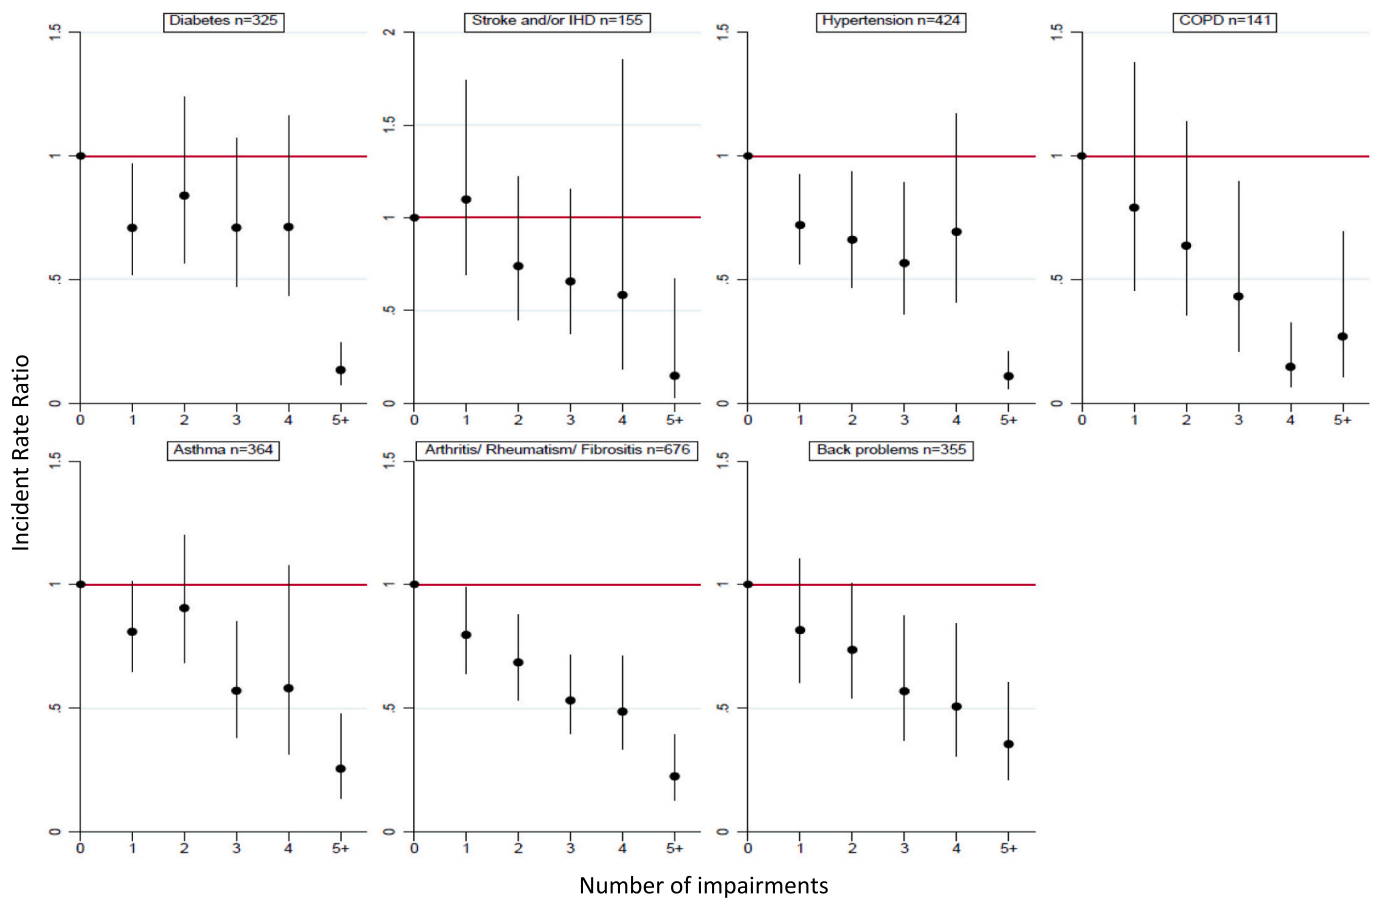 Diabetes n=325
Stroke and/or IHD n=155
Hypertension n=424
COPD n=141
1.5
1
.5
0
0 1 2 3 4 5+
2
1.5
1
.5
0
0 1 2 3 4 5+
1.5
1
.5
0
0 1 2 3 4 5+
1.5
1
.5
0
0 1 2 3 4 5+
Incident Rate Ratio
Asthma n=364
Arthritis/ Rheumatism/ Fibrositis n=676
Back problems n=355
1.5
1
.5
0
0 1 2 3 4 5+
1.5
1
.5
0
0 1 2 3 4 5+
1.5
1
.5
0
0 1 2 3 4 5+
Number of impairments